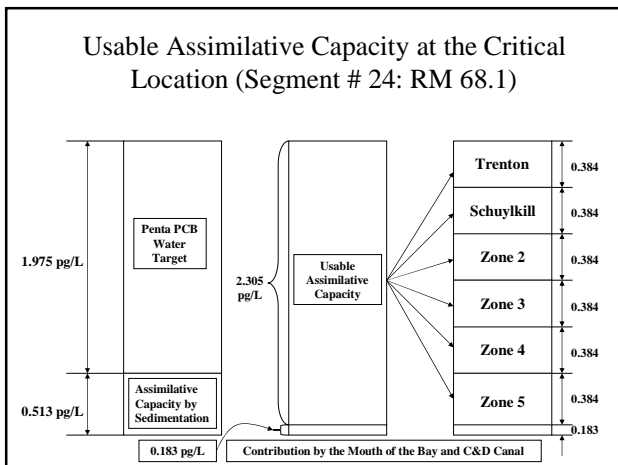 Usable Assimilative Capacity at the Critical
Location (Segment # 24: RM 68.1)
1.975 pg/L
0.513 pg/L
Penta PCB
Water
Target
Assimilative
Capacity by
Sedimentation
2.305
pg/L
Usable
Assimilative
Capacity
Trenton
0.384
Schuylkill
0.384
Zone 2
0.384
Zone 3
0.384
Zone 4
0.384
Zone 5
0.384
0.183
0.183 pg/L
Contribution by the Mouth of the Bay and C&D Canal